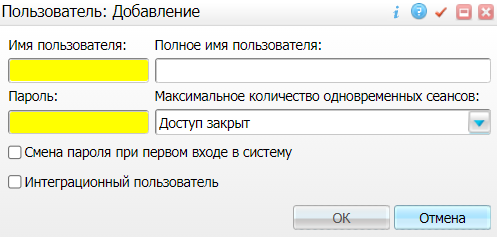 Пользователь: Добавление
Имя пользователя: Полное имя пользователя:
Пароль: Максимальное количество одновременных сеансов:
Доступ закрыт
Смена пароля при первом входе в систему
Интеграционный пользователь
OK Отмена